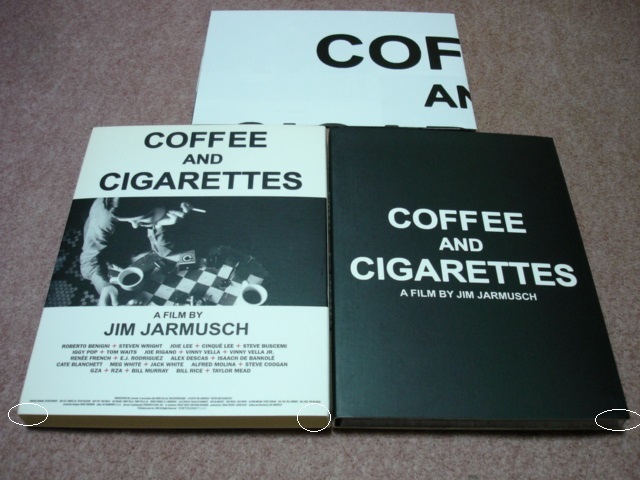 COF
AN
COFFEE
AND
CIGARETTES
A FILM BY
JIM JARMUSCH
ROBERTO BENIGNI + STEVEN WRIGHT JOIE LEE + CINQUÉ LEE + STEVE BUSCEMI
IGGY POP + TOM WAITS JOE RIGANO + VINNY VELLA + VINNY VELLA JR.
RENÉE FRENCH + E.J. RODRIGUEZ ALEX DESCAS + ISAACH DE BANKOLÉ
CATE BLANCHETT MEG WHITE + JACK WHITE ALFRED MOLINA + STEVE COOGAN
GZA + RZA + BILL MURRAY BILL RICE + TAYLOR MEAD
COFFEE
AND
CIGARETTES
A FILM BY JIM JARMUSCH